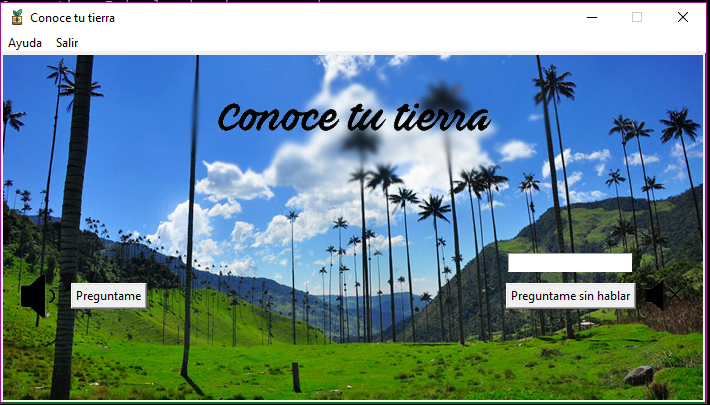 Conoce tu tierra
Ayuda Salir
Conoce tu tierra
Preguntame
Preguntame sin hablar